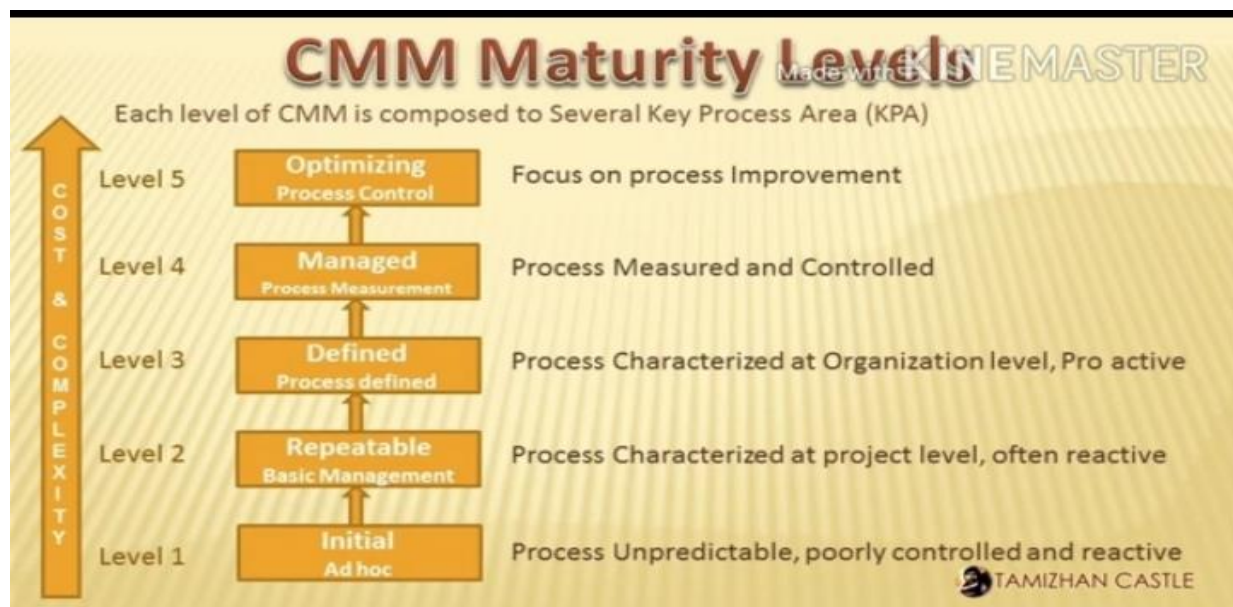 CMM Maturity Levels
Made with KINEMASTER
Each level of CMM is composed to Several Key Process Area (KPA)
COST & COMPLEXITY
Level 5
Optimizing
Process Control
Focus on process Improvement
Level 4
Managed
Process Measurement
Process Measured and Controlled
Level 3
Defined
Process defined
Process Characterized at Organization level, Pro active
Level 2
Repeatable
Basic Management
Process Characterized at project level, often reactive
Level 1
Initial
Ad hoc
Process Unpredictable, poorly controlled and reactive
TAMIZHAN CASTLE